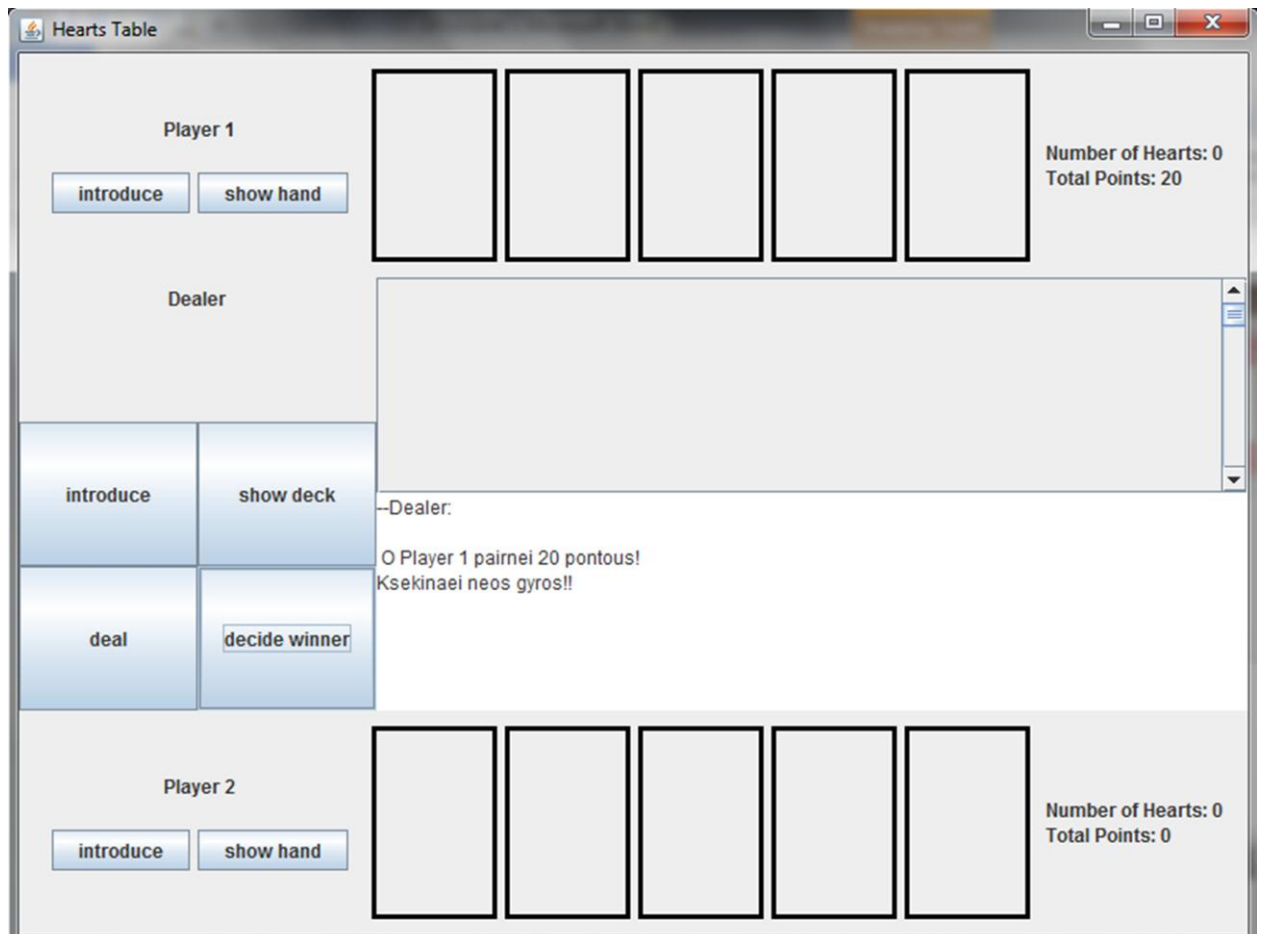 Hearts Table
Player 1
introduce
show hand
Number of Hearts: 0
Total Points: 20
Dealer
introduce
show deck
deal
decide winner
--Dealer:
O Player 1 pairnei 20 pontous!
Ksekinaei neos gyros!!
Player 2
introduce
show hand
Number of Hearts: 0
Total Points: 0